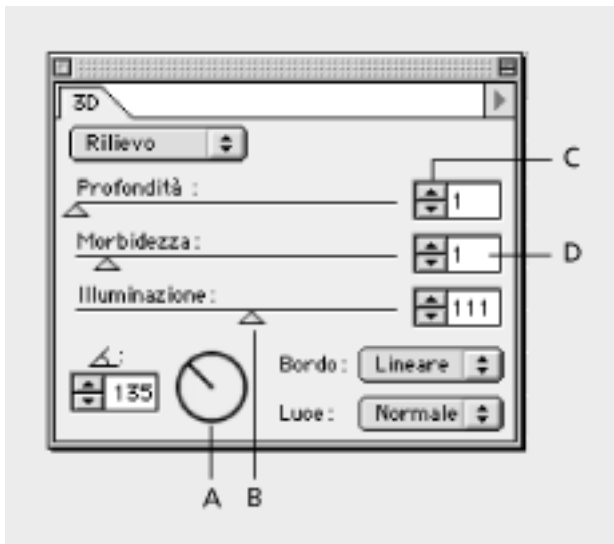 3D
Rilievo
C
Profondità :
1
Morbidezza :
1
D
Illuminazione :
111
135
Bordo : Lineare
Luce : Normale
A B